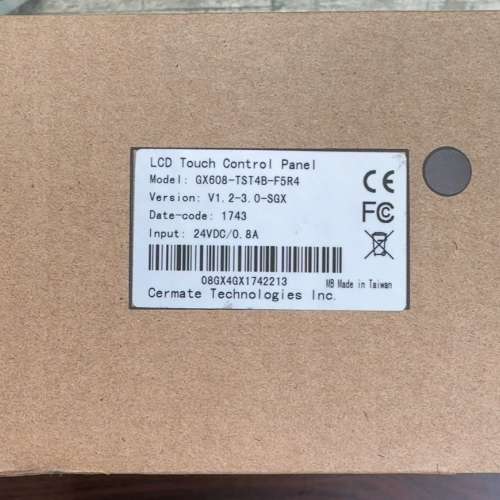 LCD Touch Control Panel
Model: GX608-TST4B-F5R4
Version: V1.2-3.0-SGX
Date-code: 1743
Input: 24VDC/0.8A
CE
FC
08GX4GX1742213
MB Made in Taiwan
Cermate Technologies Inc.